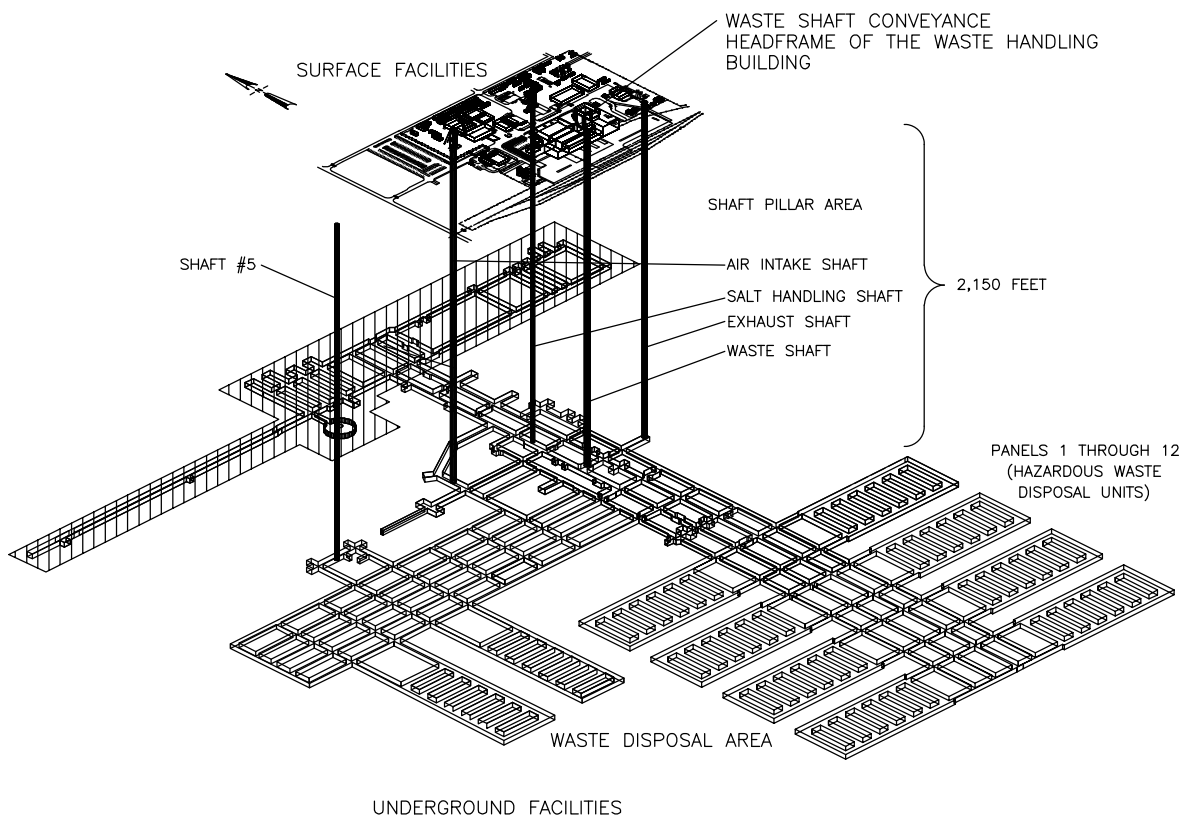 WASTE SHAFT CONVEYANCE
HEADFRAME OF THE WASTE HANDLING
BUILDING
SURFACE FACILITIES
SHAFT PILLAR AREA
SHAFT #5
AIR INTAKE SHAFT
2,150 FEET
SALT HANDLING SHAFT
EXHAUST SHAFT
WASTE SHAFT
PANELS 1 THROUGH 12
(HAZARDOUS WASTE
DISPOSAL UNITS)
WASTE DISPOSAL AREA
UNDERGROUND FACILITIES